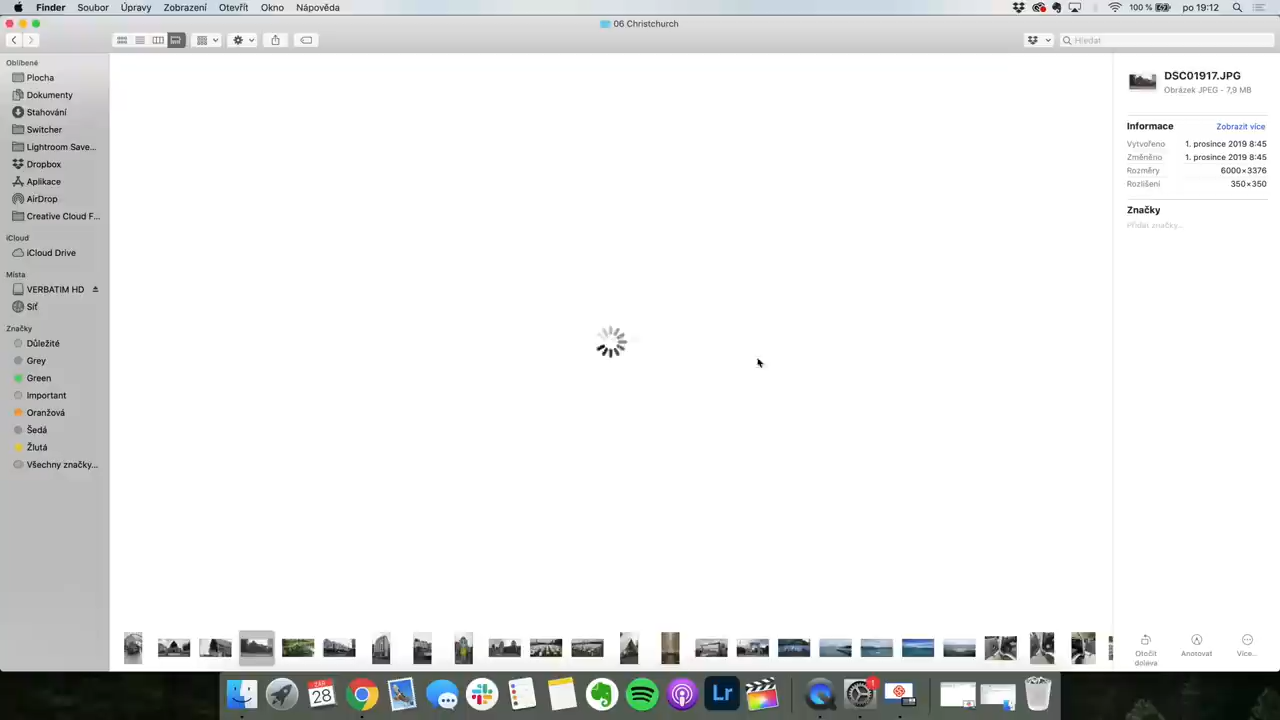 Finder Soubor Úpravy Zobrazení Otevřít Okno Nápověda 100 % po 19:12
06 Christchurch
Hledat
Oblíbené
Plocha
Dokumenty
Stahování
Switcher
Lightroom Save...
Dropbox
Aplikace
AirDrop
Creative Cloud F...
iCloud
iCloud Drive
Místa
VERBATIM HD
Síť
Značky
Důležité
Grey
Green
Important
Oranžová
Šedá
Žlutá
Všechny značky...
DSC01917.JPG
Obrázek JPEG - 7,9 MB
Informace Zobrazit více
Vytvořeno 1. prosince 2019 8:45
Změněno 1. prosince 2019 8:45
Rozměry 6000×3376
Rozlišení 350×350
Značky
Přidat značky...
Otočit doleva
Anotovat
Více...
ZÁŘ
28
Lr
1